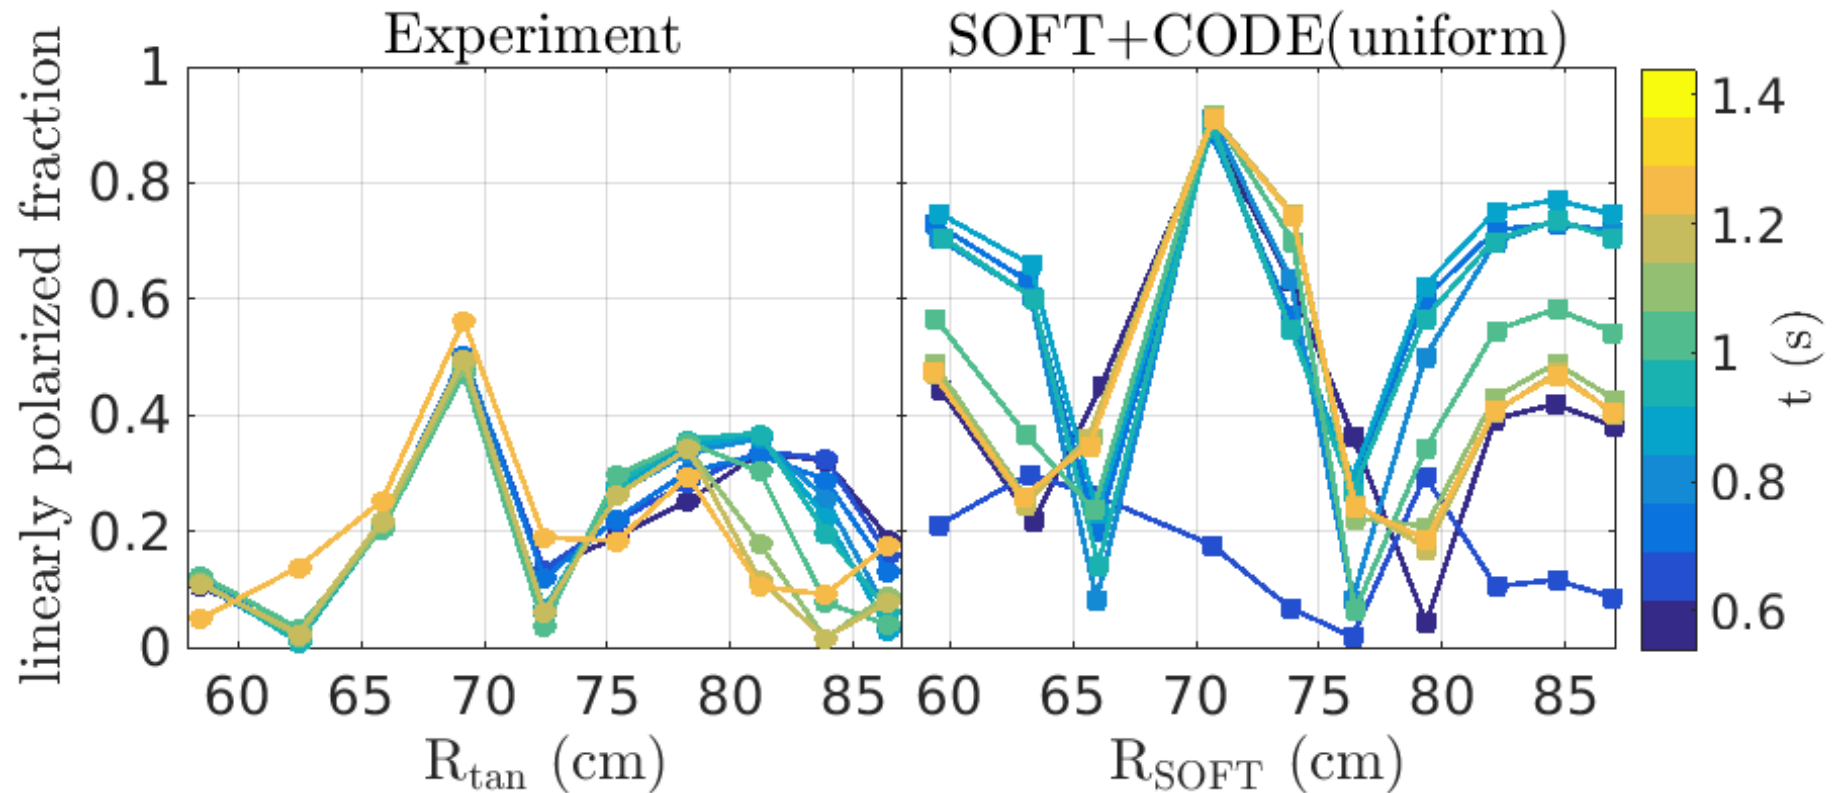 Experiment
SOFT+CODE(uniform)
linearly polarized fraction
1
0.8
0.6
0.4
0.2
0
60 65 70 75 80 85
R_tan (cm)
60 65 70 75 80 85
R_SOFT (cm)
1.4
1.2
1
0.8
0.6
t (s)